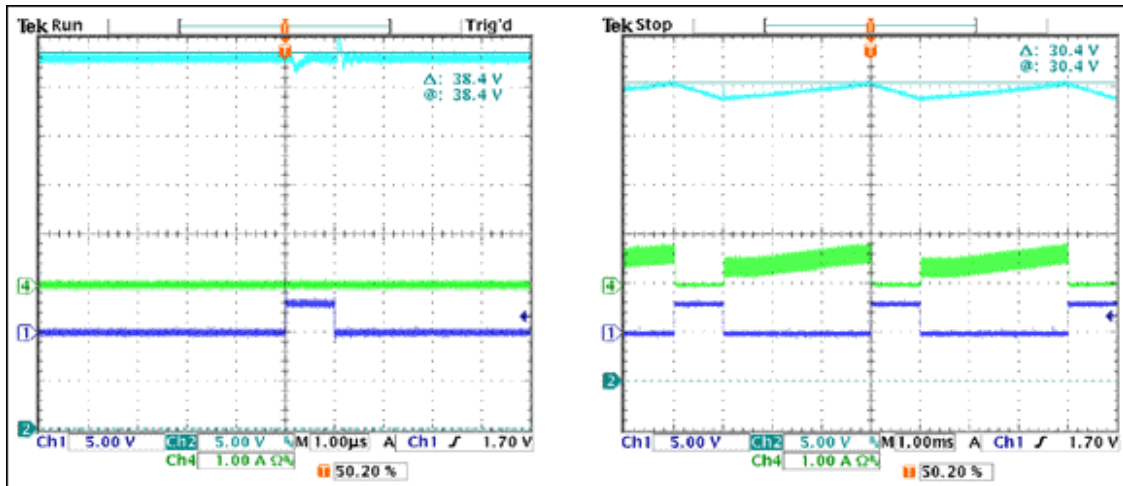 Tek Run Trig'd
T
T
Δ: 38.4 V
@: 38.4 V
4
1
2
Ch1 5.00 V Ch2 5.00 V M 1.00µs A Ch1 1.70 V
Ch4 1.00 A Ω
T 50.20 %
Tek Stop
T
T
Δ: 30.4 V
@: 30.4 V
4
1
2
Ch1 5.00 V Ch2 5.00 V M 1.00ms A Ch1 1.70 V
Ch4 1.00 A Ω
T 50.20 %